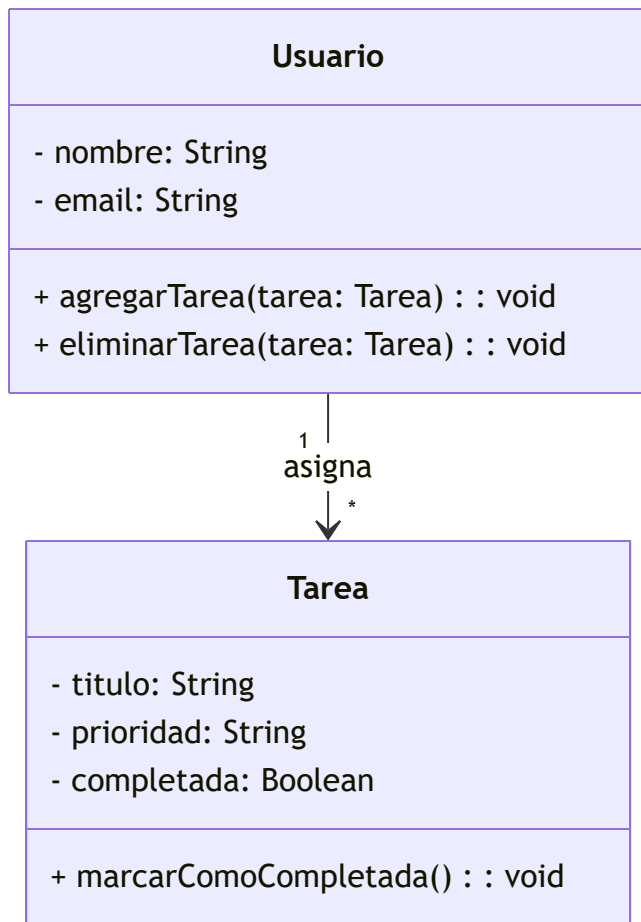 Usuario
- nombre: String
- email: String
+ agregarTarea(tarea: Tarea) : : void
+ eliminarTarea(tarea: Tarea) : : void
1
asigna
*
Tarea
- titulo: String
- prioridad: String
- completada: Boolean
+ marcarComoCompletada() : : void